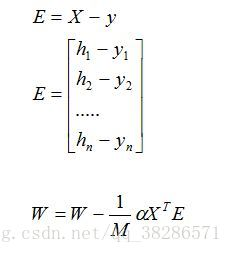 E = X − y
E = [h₁ − y₁
h₂ − y₂
.....
hₙ − yₙ]
W = W − 1/M αXᵀE
g.csdn.net/qq_38286571